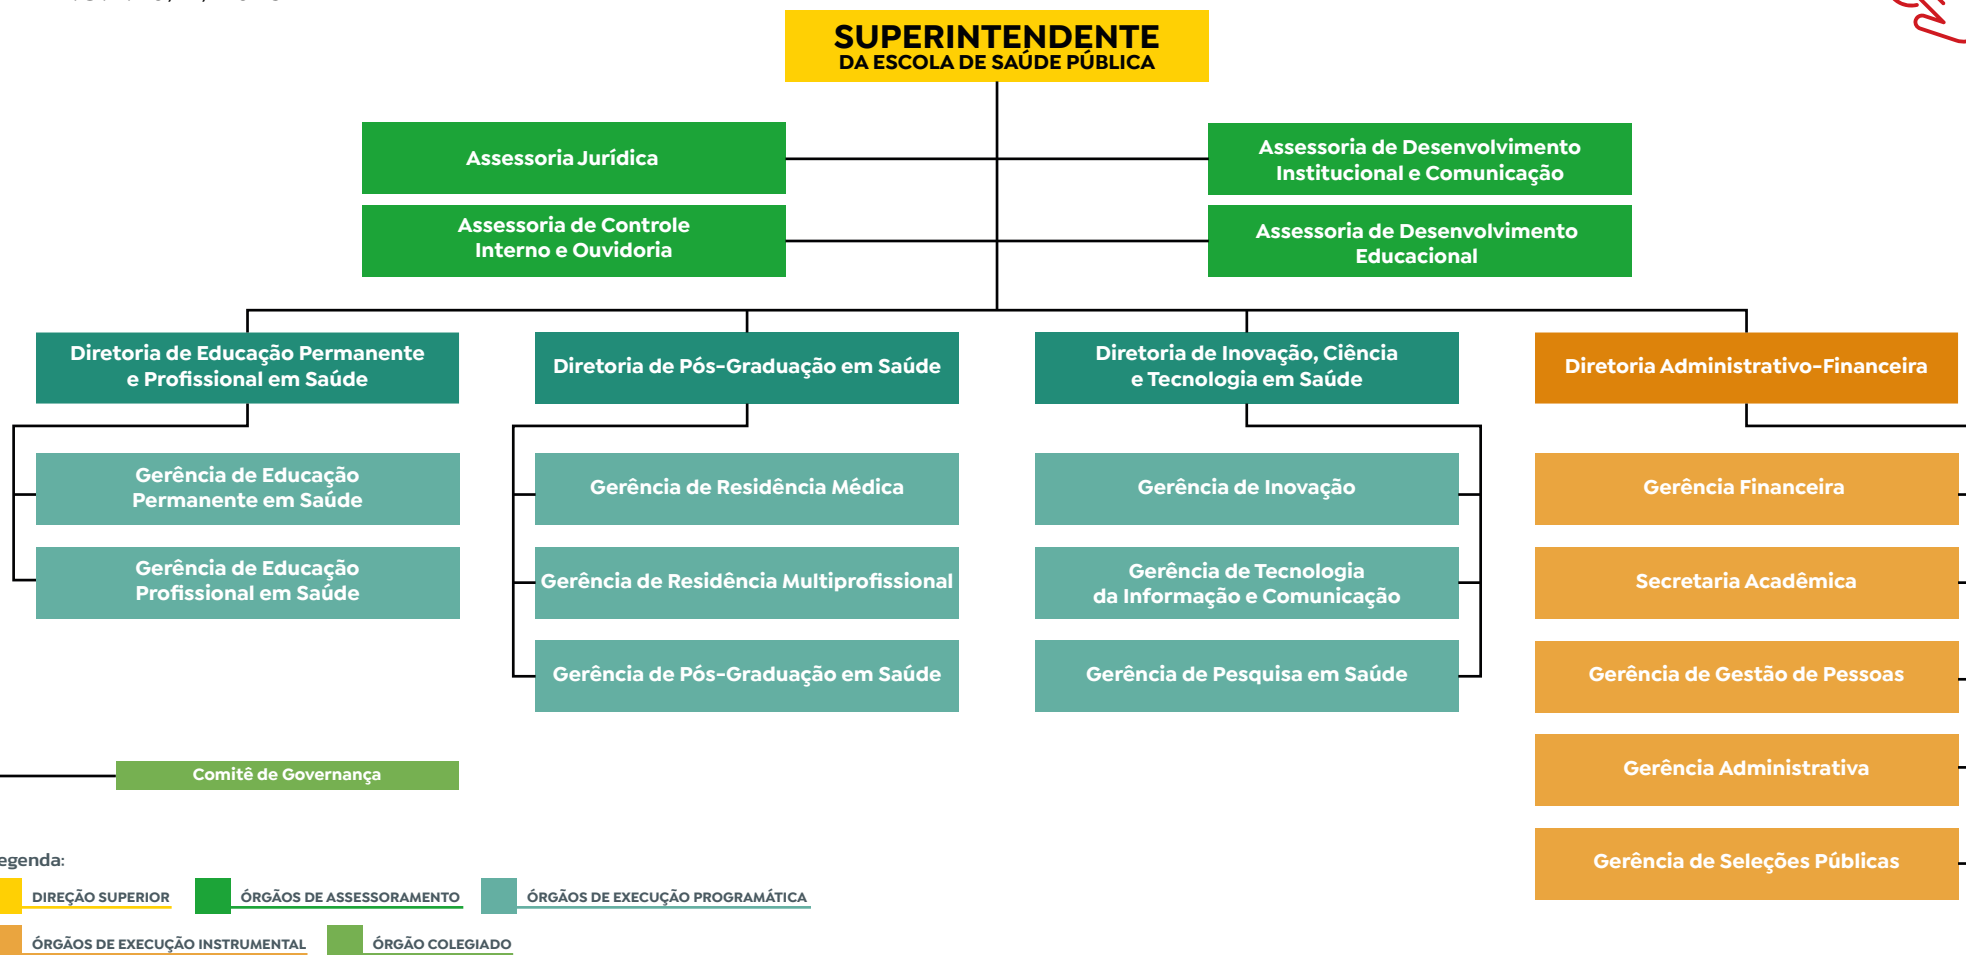 SUPERINTENDENTE
DA ESCOLA DE SAÚDE PÚBLICA
Assessoria Jurídica
Assessoria de Desenvolvimento
Institucional e Comunicação
Assessoria de Controle
Interno e Ouvidoria
Assessoria de Desenvolvimento
Educacional
Diretoria de Educação Permanente
e Profissional em Saúde
Diretoria de Pós-Graduação em Saúde
Diretoria de Inovação, Ciência
e Tecnologia em Saúde
Diretoria Administrativo-Financeira
Gerência de Educação
Permanente em Saúde
Gerência de Residência Médica
Gerência de Inovação
Gerência Financeira
Gerência de Educação
Profissional em Saúde
Gerência de Residência Multiprofissional
Gerência de Tecnologia
da Informação e Comunicação
Secretaria Acadêmica
Gerência de Pós-Graduação em Saúde
Gerência de Pesquisa em Saúde
Gerência de Gestão de Pessoas
Comitê de Governança
Gerência Administrativa
Gerência de Seleções Públicas
egenda:
DIREÇÃO SUPERIOR
ÓRGÃOS DE ASSESSORAMENTO
ÓRGÃOS DE EXECUÇÃO PROGRAMÁTICA
ÓRGÃOS DE EXECUÇÃO INSTRUMENTAL
ÓRGÃO COLEGIADO